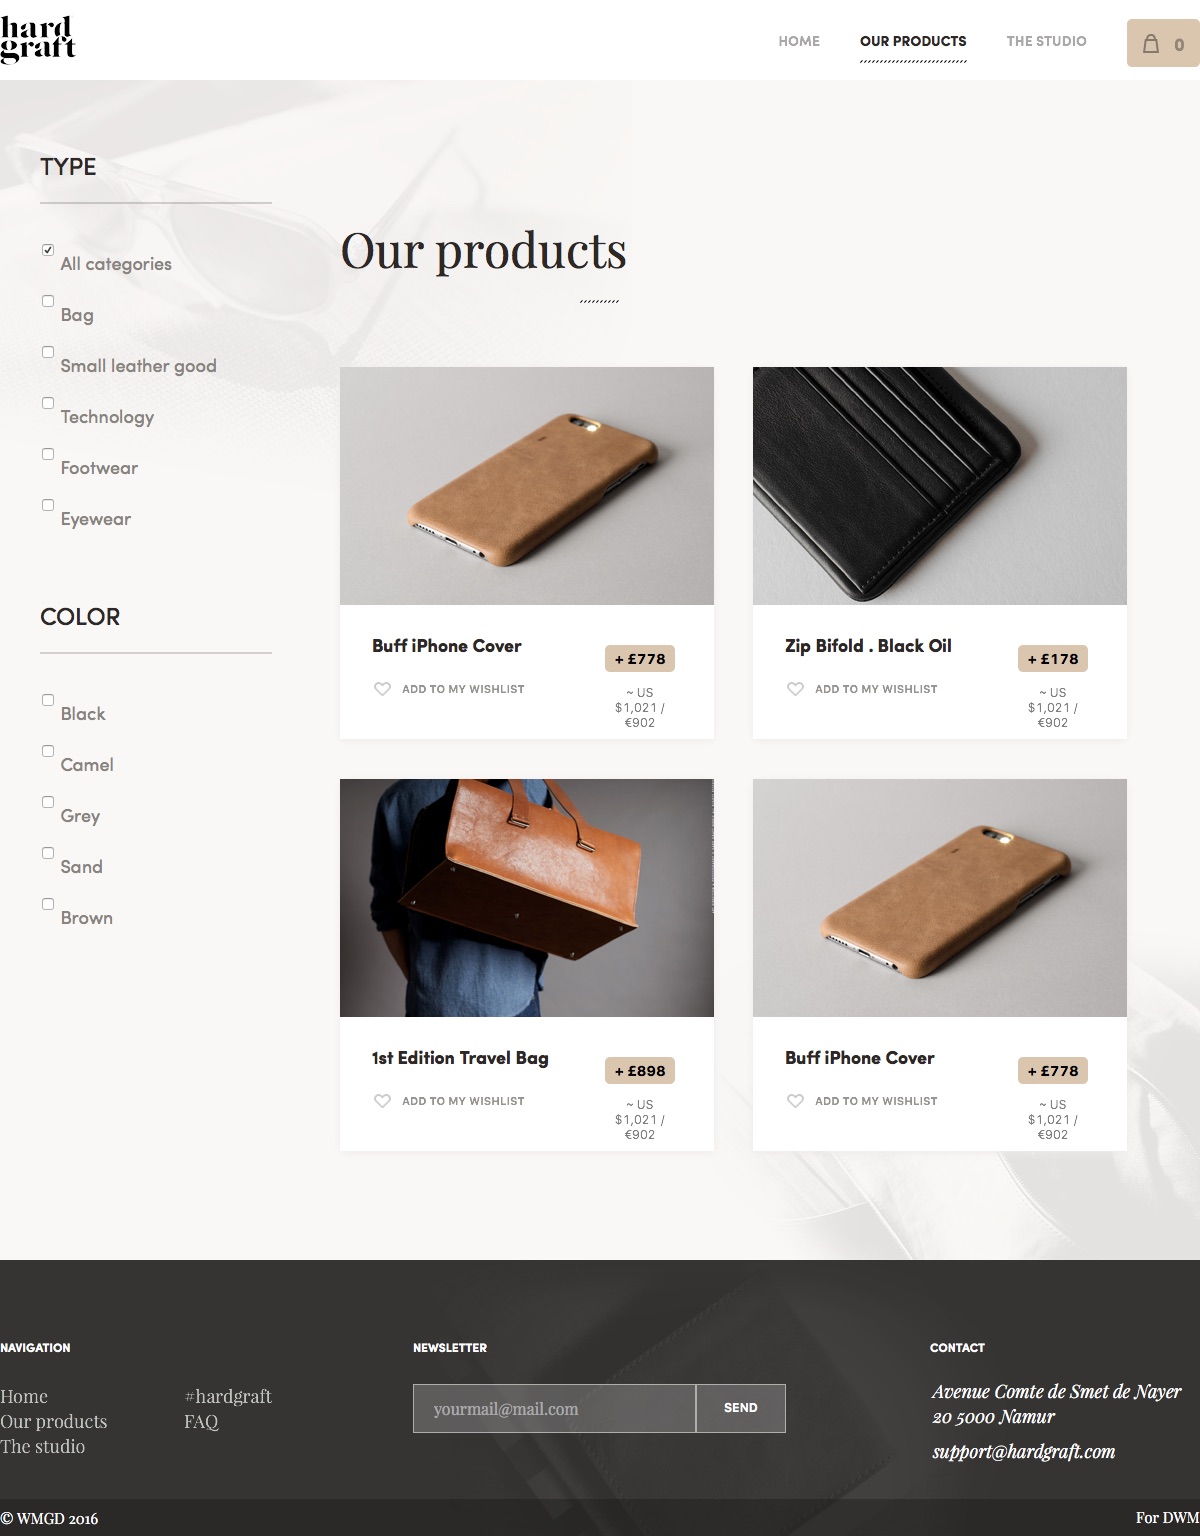 hard
graft
HOME
OUR PRODUCTS
THE STUDIO
0
TYPE
All categories
Bag
Small leather good
Technology
Footwear
Eyewear
COLOR
Black
Camel
Grey
Sand
Brown
Our products
Buff iPhone Cover
+ £778
ADD TO MY WISHLIST
~ US
$1,021 /
€902
Zip Bifold . Black Oil
+ £178
ADD TO MY WISHLIST
~ US
$1,021 /
€902
1st Edition Travel Bag
+ £898
ADD TO MY WISHLIST
~ US
$1,021 /
€902
Buff iPhone Cover
+ £778
ADD TO MY WISHLIST
~ US
$1,021 /
€902
NAVIGATION
Home
Our products
The studio
#hardgraft
FAQ
NEWSLETTER
yourmail@mail.com
SEND
CONTACT
Avenue Comte de Smet de Nayer
20 5000 Namur
support@hardgraft.com
© WMGD 2016
For DWM